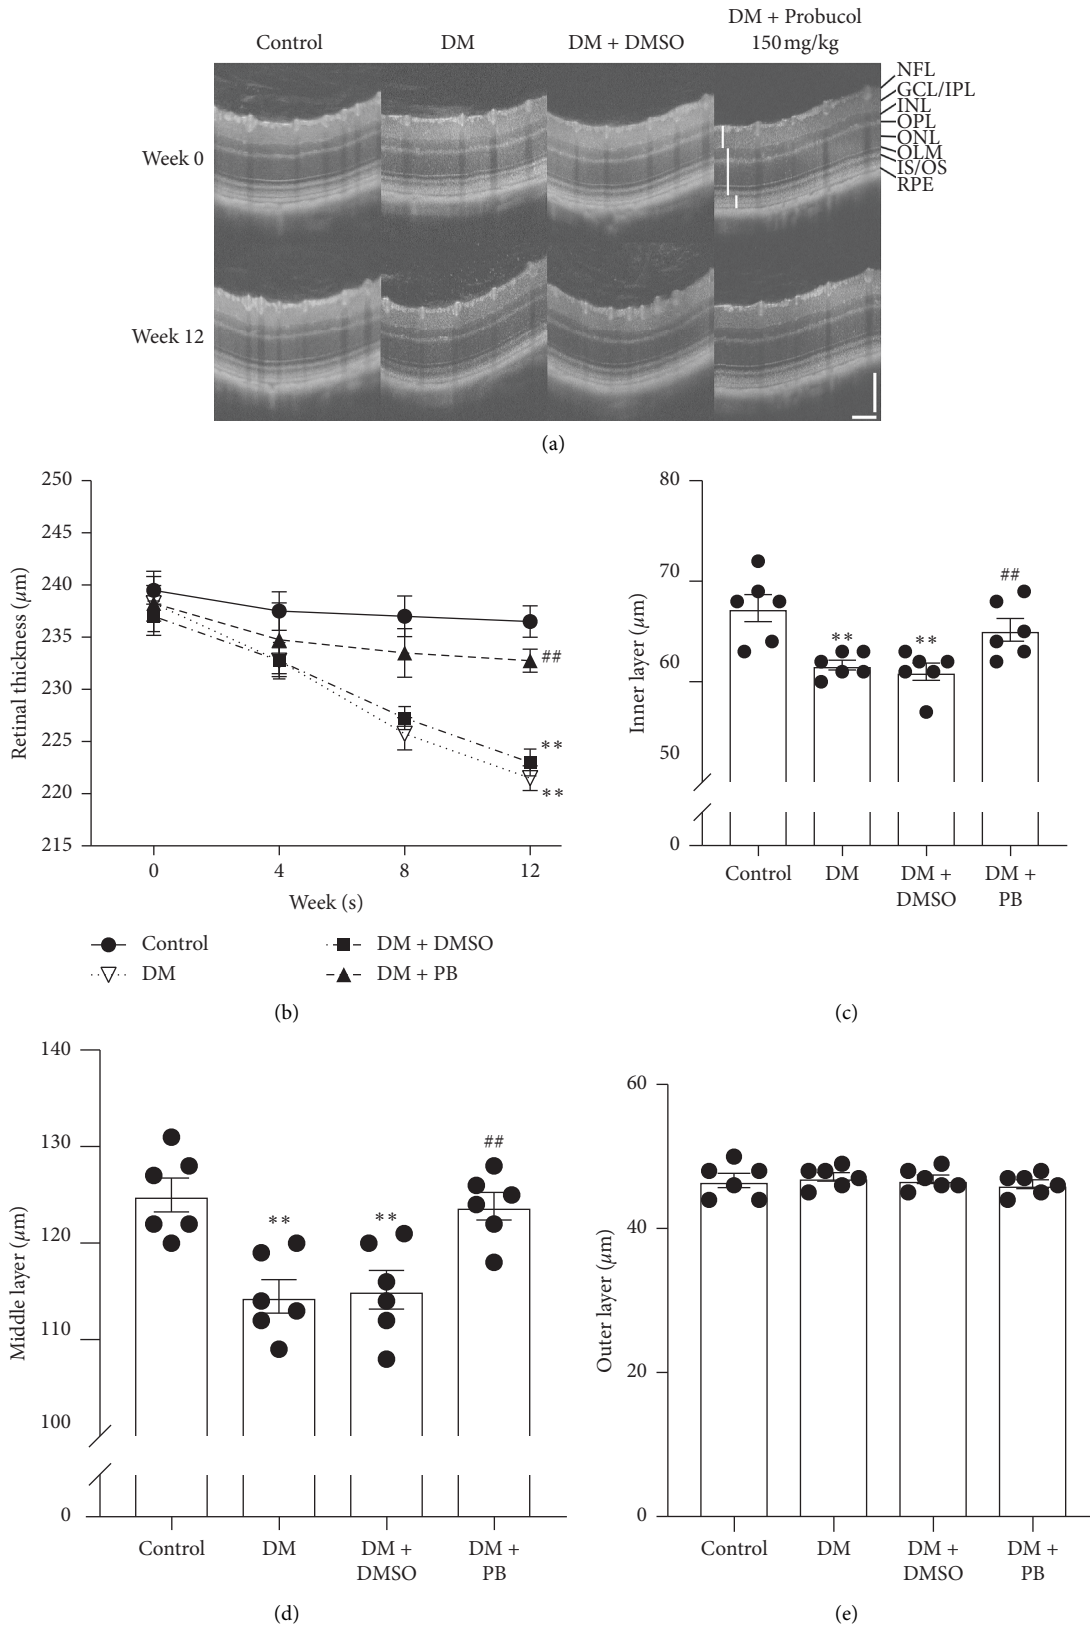 DM + Probucol
Control DM DM + DMSO 150 mg/kg
NFL
GCL/IPL
INL
OPL
ONL
OLM
IS/OS
RPE
Week 0
Week 12
(a)
250
245
240
235
230
225
220
215
Retinal thickness (μm)
##
**
**
0 4 8 12
Week (s)
Control
DM
DM + DMSO
DM + PB
(b)
80
70
60
50
0
Inner layer (μm)
**
**
##
Control DM DM + DM +
DMSO PB
(c)
140
130
120
110
100
0
Middle layer (μm)
**
**
##
Control DM DM + DM +
DMSO PB
(d)
60
40
20
0
Outer layer (μm)
Control DM DM + DM +
DMSO PB
(e)